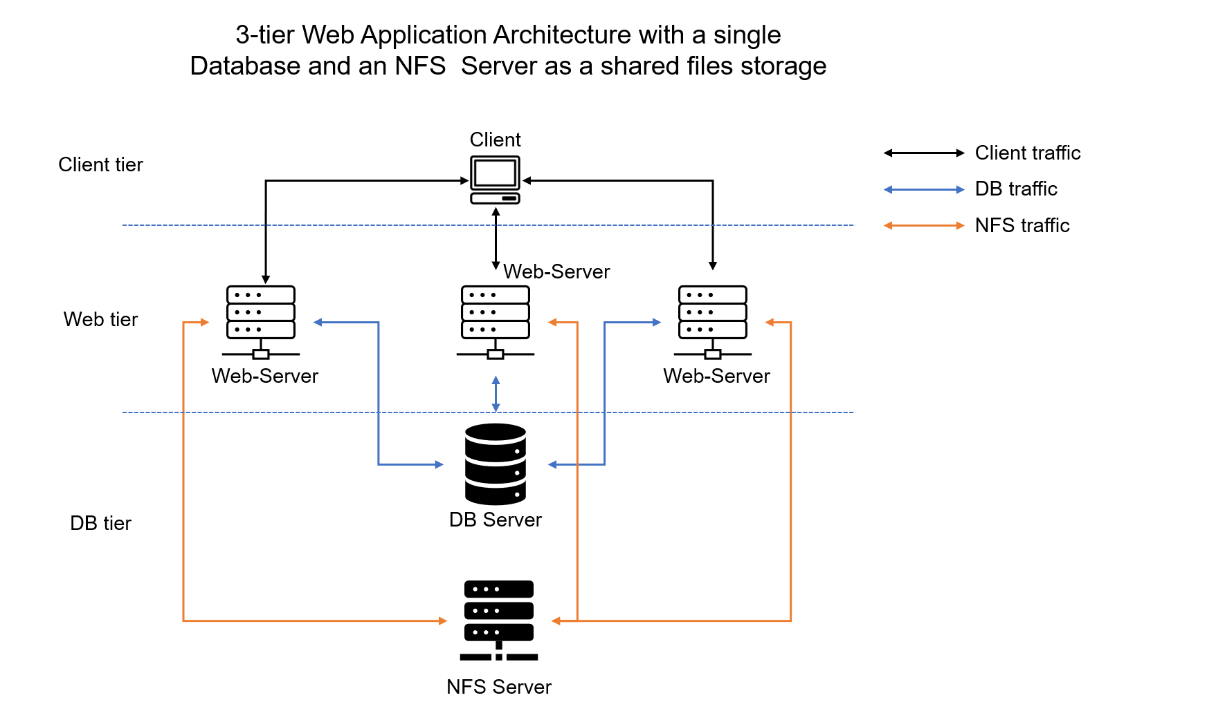 3-tier Web Application Architecture with a single
Database and an NFS  Server as a shared files storage
Client
Client tier
Client traffic
DB traffic
NFS traffic
Web-Server
Web tier
Web-Server
Web-Server
DB Server
DB tier
NFS Server